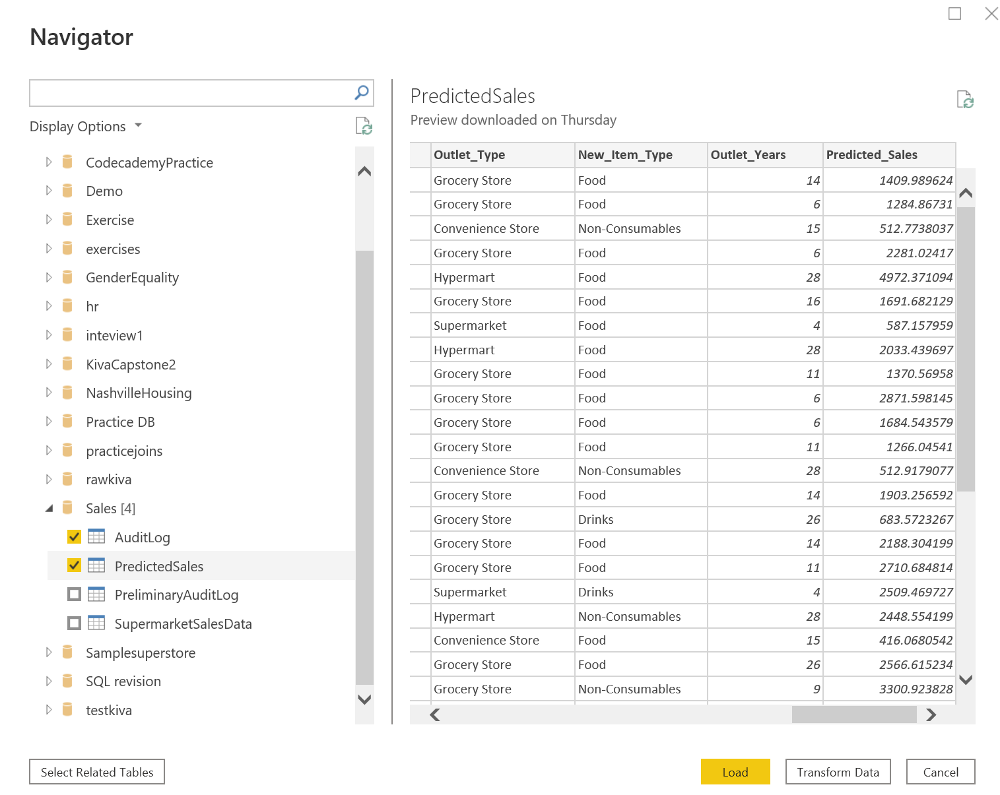 Navigator
Display Options
CodecademyPractice
Demo
Exercise
exercises
GenderEquality
hr
inteview1
KivaCapstone2
NashvilleHousing
Practice DB
practicejoins
rawkiva
Sales [4]
AuditLog
PredictedSales
PreliminaryAuditLog
SupermarketSalesData
Samplesuperstore
SQL revision
testkiva
PredictedSales
Preview downloaded on Thursday
Outlet_Type New_Item_Type Outlet_Years Predicted_Sales
Grocery Store Food 14 1409.989624
Grocery Store Food 6 1284.86731
Convenience Store Non-Consumables 15 512.7738037
Grocery Store Food 6 2281.02417
Hypermart Food 28 4972.371094
Grocery Store Food 16 1691.682129
Supermarket Food 4 587.157959
Hypermart Food 28 2033.439697
Grocery Store Food 11 1370.56958
Grocery Store Food 6 2871.598145
Grocery Store Food 6 1684.543579
Grocery Store Food 11 1266.04541
Convenience Store Non-Consumables 28 512.9179077
Grocery Store Food 14 1903.256592
Grocery Store Drinks 26 683.5723267
Grocery Store Food 14 2188.304199
Grocery Store Food 11 2710.684814
Supermarket Drinks 4 2509.469727
Hypermart Non-Consumables 28 2448.554199
Convenience Store Food 15 416.0680542
Grocery Store Food 26 2566.615234
Grocery Store Non-Consumables 9 3300.923828
Select Related Tables Load Transform Data Cancel